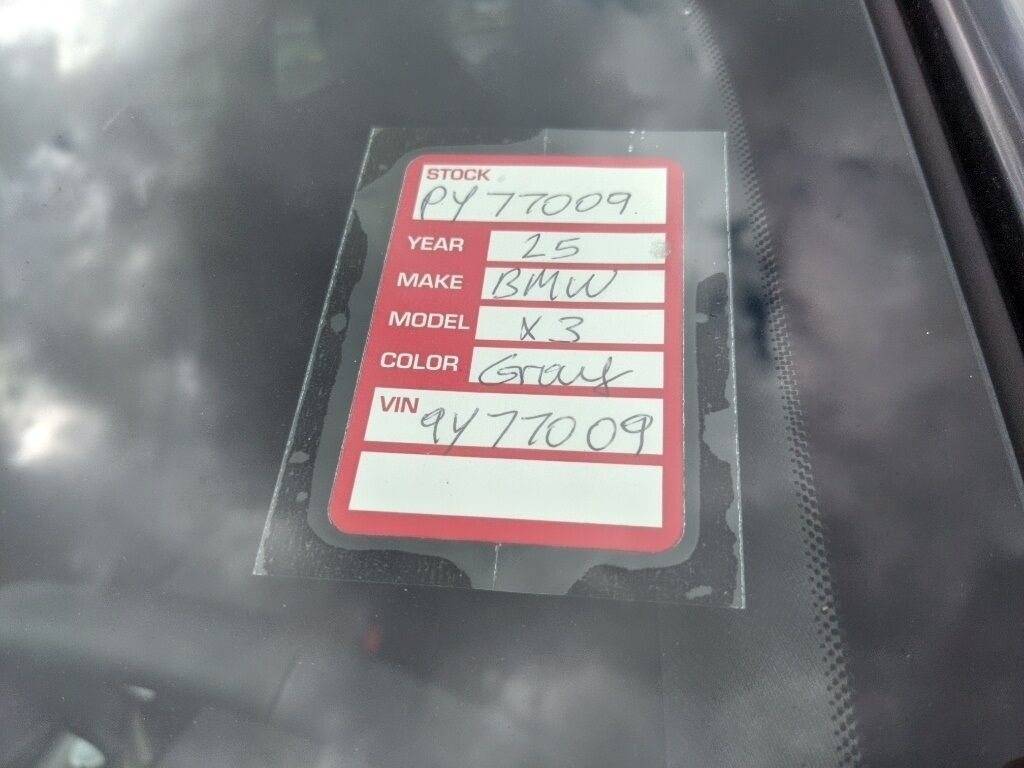 STOCK
PY77009
YEAR 25
MAKE BMW
MODEL X3
COLOR Gray
VIN 9Y77009